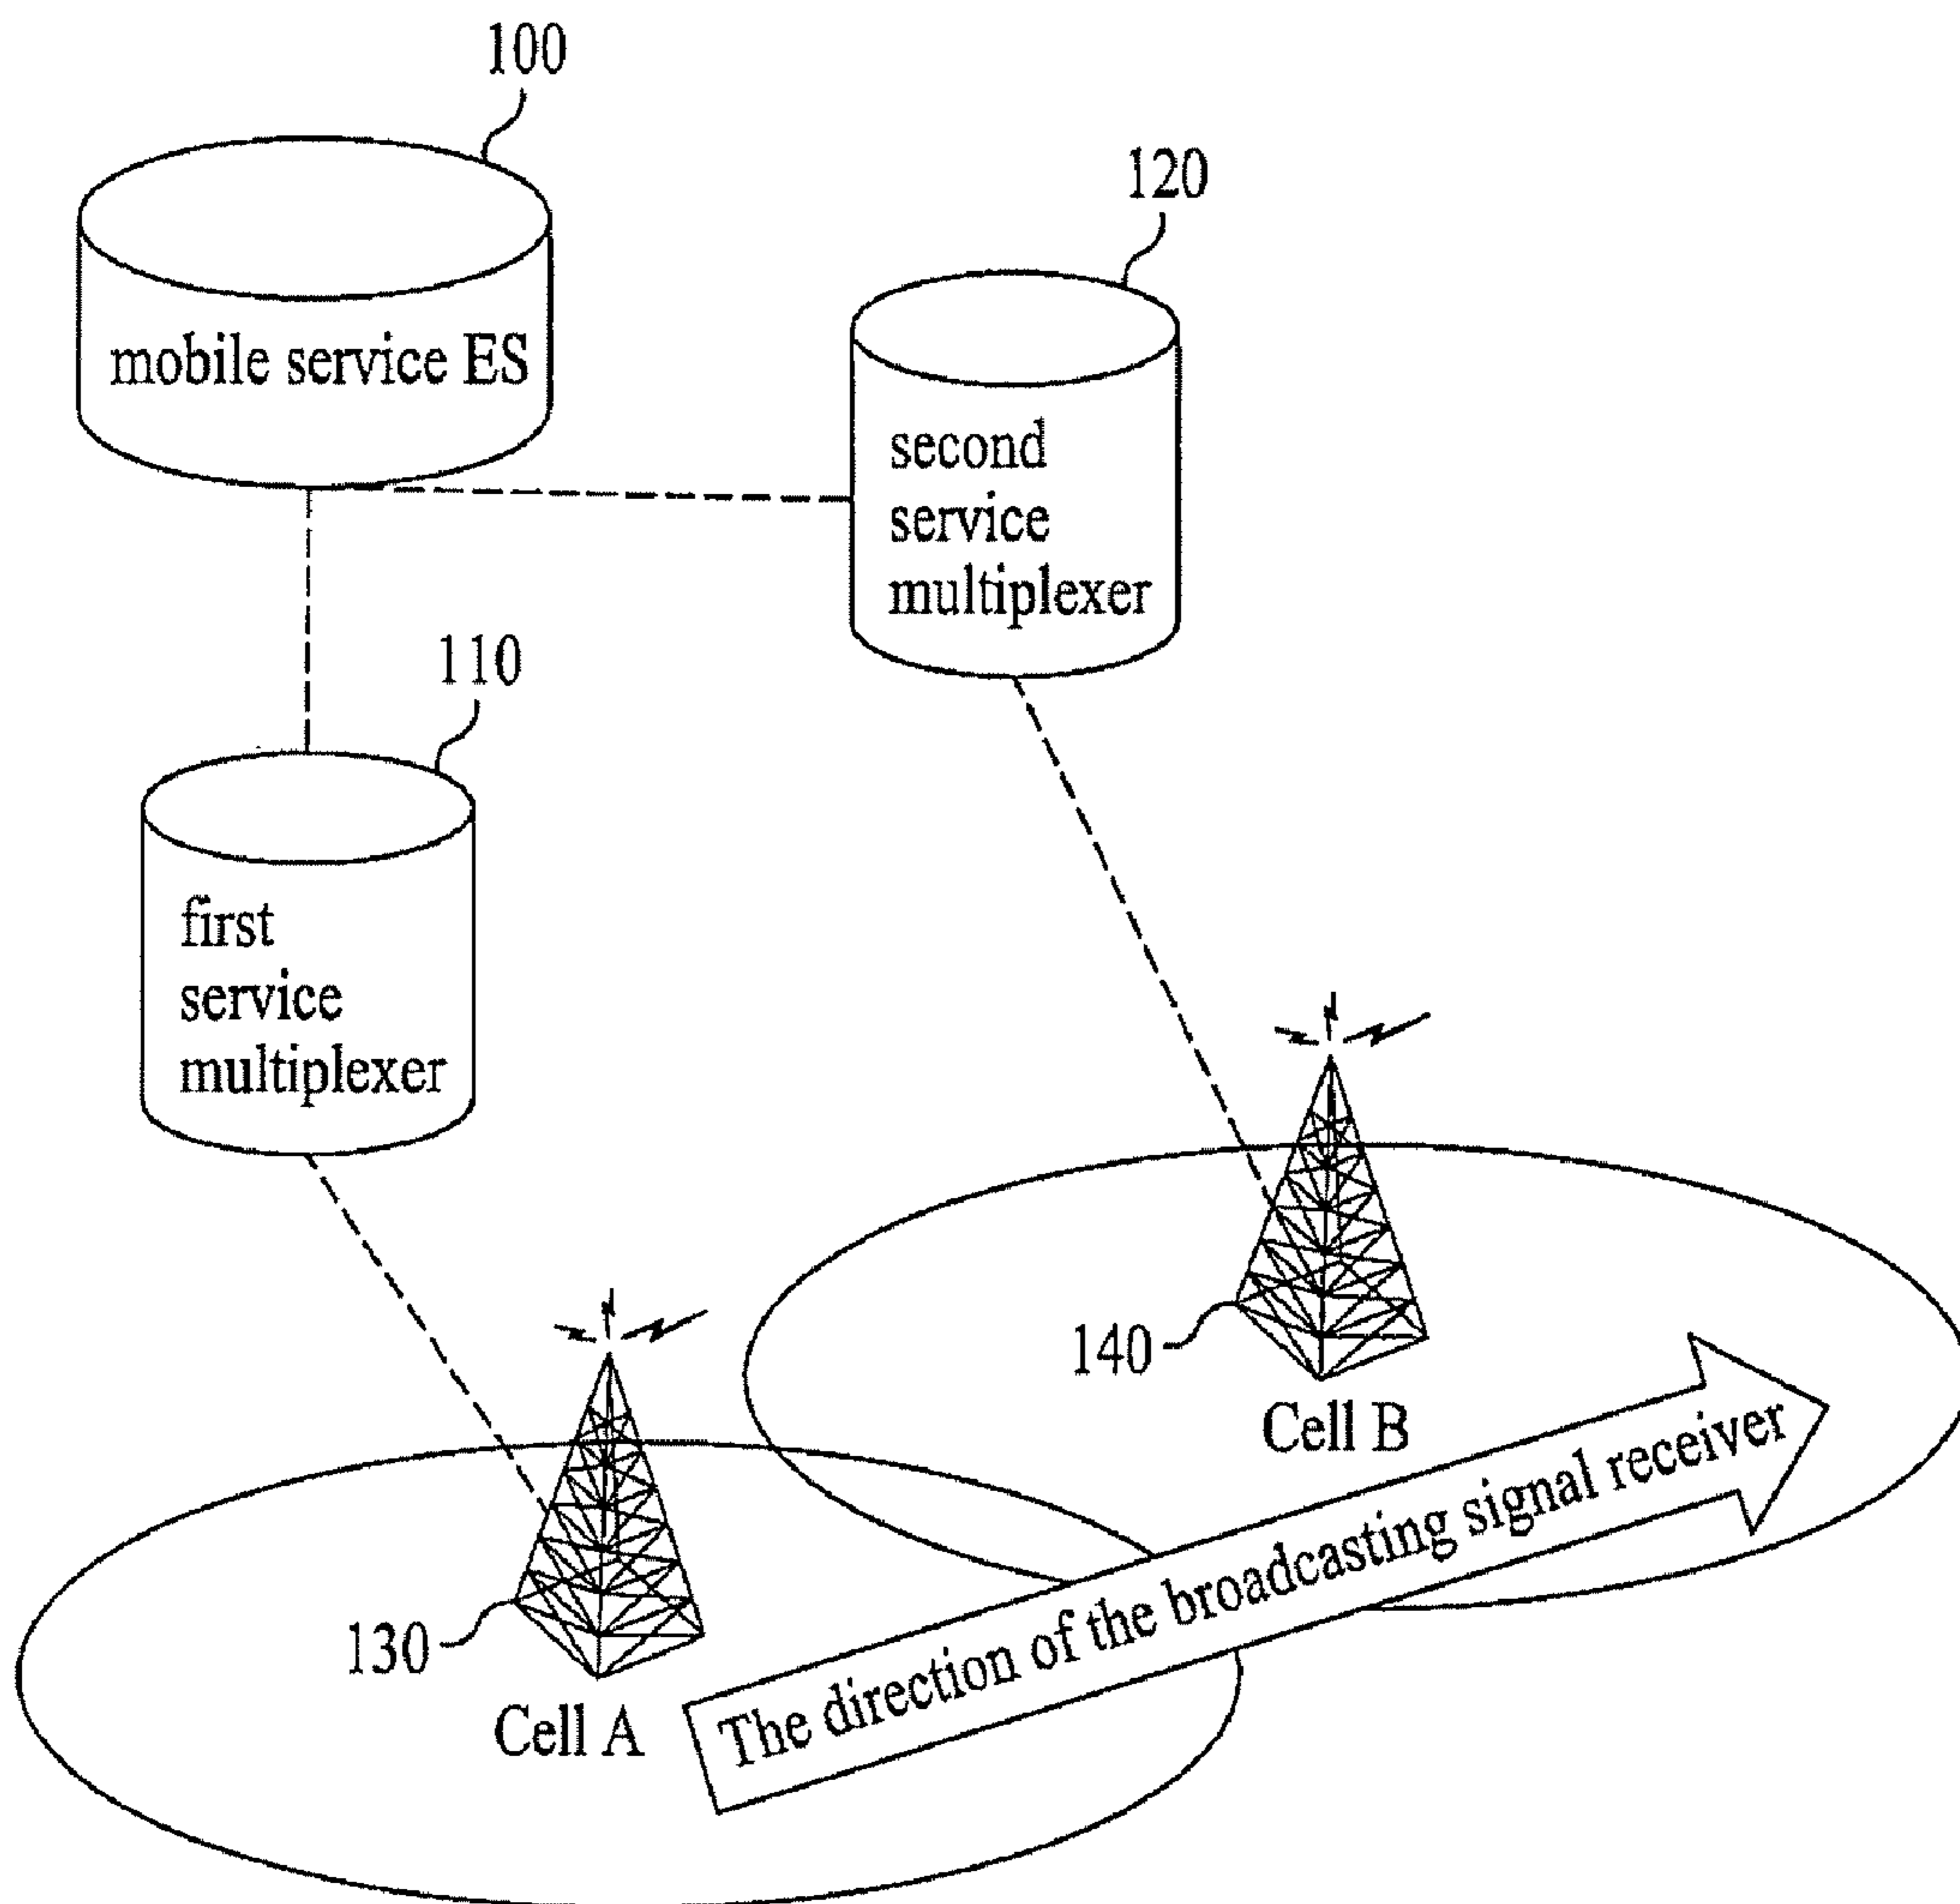 100
mobile service ES
120
second
service
multiplexer
110
first
service
multiplexer
140
Cell B
130
Cell A
The direction of the broadcasting signal receiver